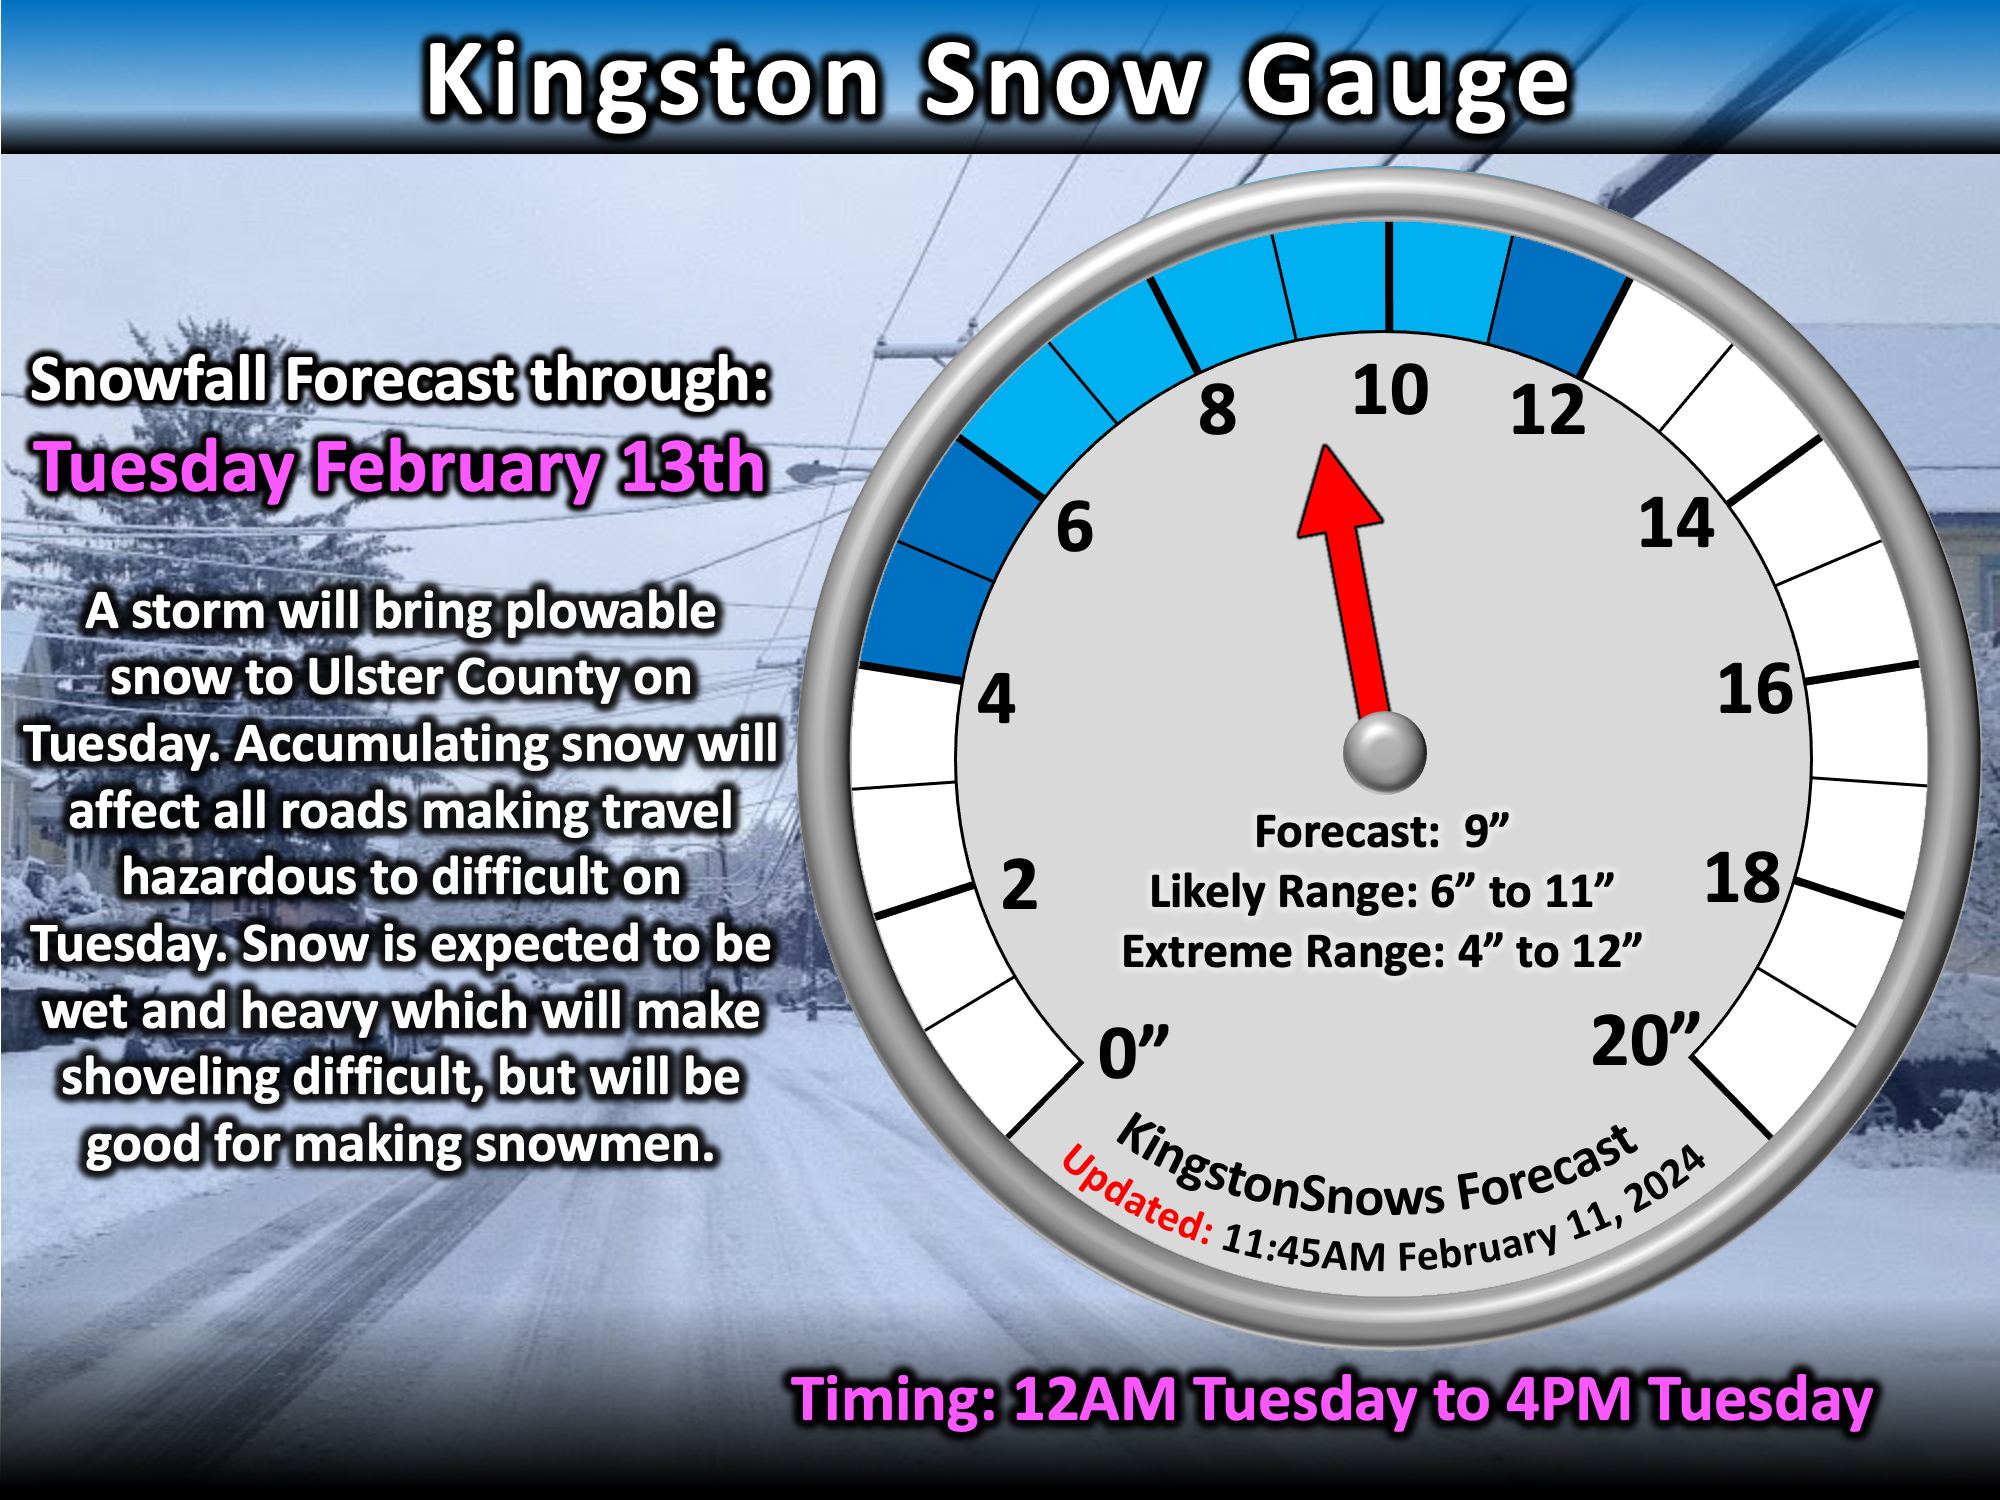 Kingston Snow Gauge
Snowfall Forecast through:
Tuesday February 13th
A storm will bring plowable
snow to Ulster County on
Tuesday. Accumulating snow will
affect all roads making travel
hazardous to difficult on
Tuesday. Snow is expected to be
wet and heavy which will make
shoveling difficult, but will be
good for making snowmen.
0”
2
4
6
8
10
12
14
16
18
20”
Forecast:  9”
Likely Range: 6” to 11”
Extreme Range: 4” to 12”
KingstonSnows Forecast
Updated: 11:45AM February 11, 2024
Timing: 12AM Tuesday to 4PM Tuesday